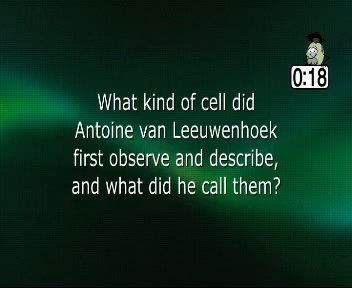 0:18
What kind of cell did
Antoine van Leeuwenhoek
first observe and describe,
and what did he call them?